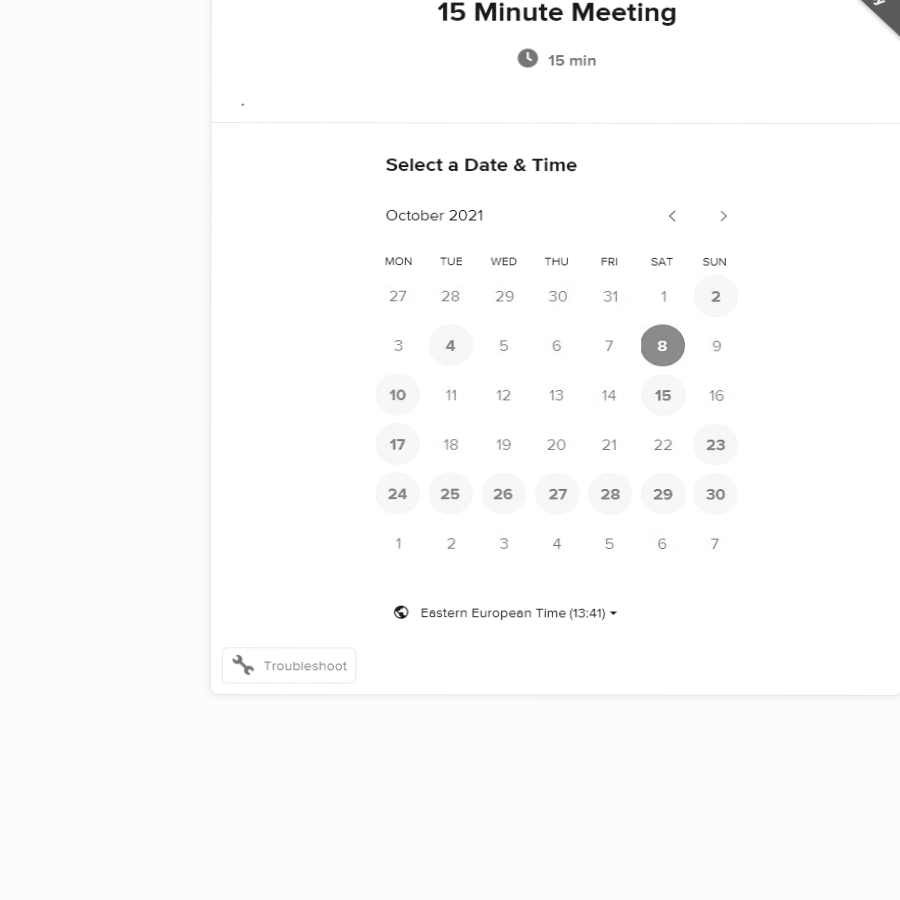 15 Minute Meeting
15 min
.
Select a Date & Time
October 2021
MON TUE WED THU FRI SAT SUN
27 28 29 30 31 1 2
3 4 5 6 7 8 9
10 11 12 13 14 15 16
17 18 19 20 21 22 23
24 25 26 27 28 29 30
1 2 3 4 5 6 7
Eastern European Time (13:41)
Troubleshoot